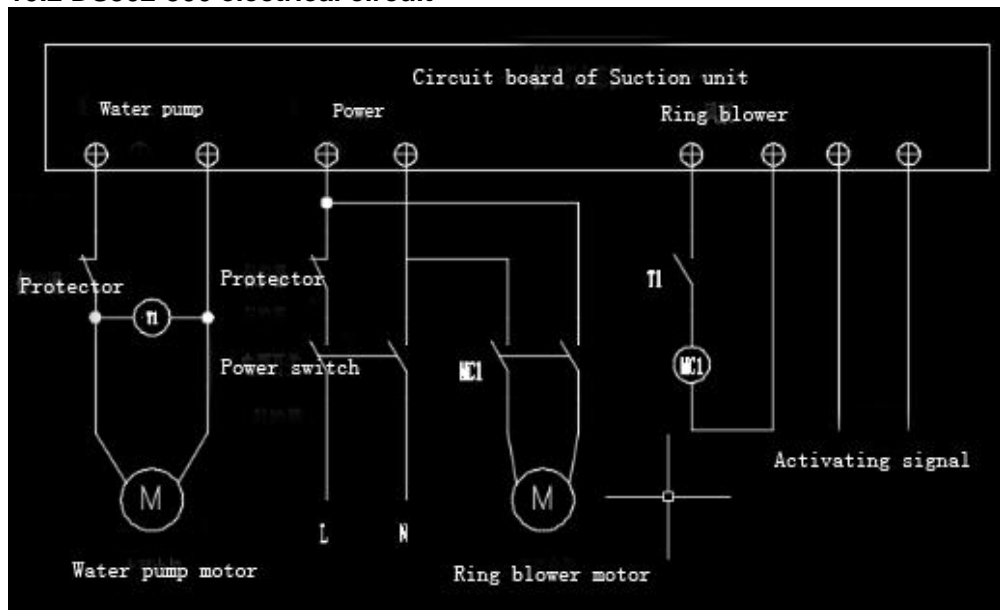 Circuit board of Suction unit
Water pump
Power
Ring blower
Protector
Protector
T1
T1
Power switch
MC1
MC1
Activating signal
M
M
L
N
Water pump motor
Ring blower motor